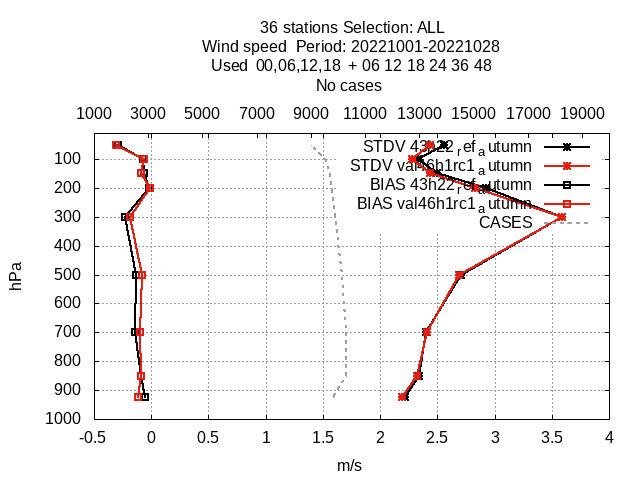 36 stations Selection: ALL
Wind speed Period: 20221001-20221028
Used 00,06,12,18 + 06 12 18 24 36 48
No cases
1000 3000 5000 7000 9000 11000 13000 15000 17000 19000
STDV 43h22_ref_autumn
STDV val46h1rc1_autumn
BIAS 43h22_ref_autumn
BIAS val46h1rc1_autumn
CASES
100
200
300
400
500
600
700
800
900
1000
hPa
-0.5 0 0.5 1 1.5 2 2.5 3 3.5 4
m/s